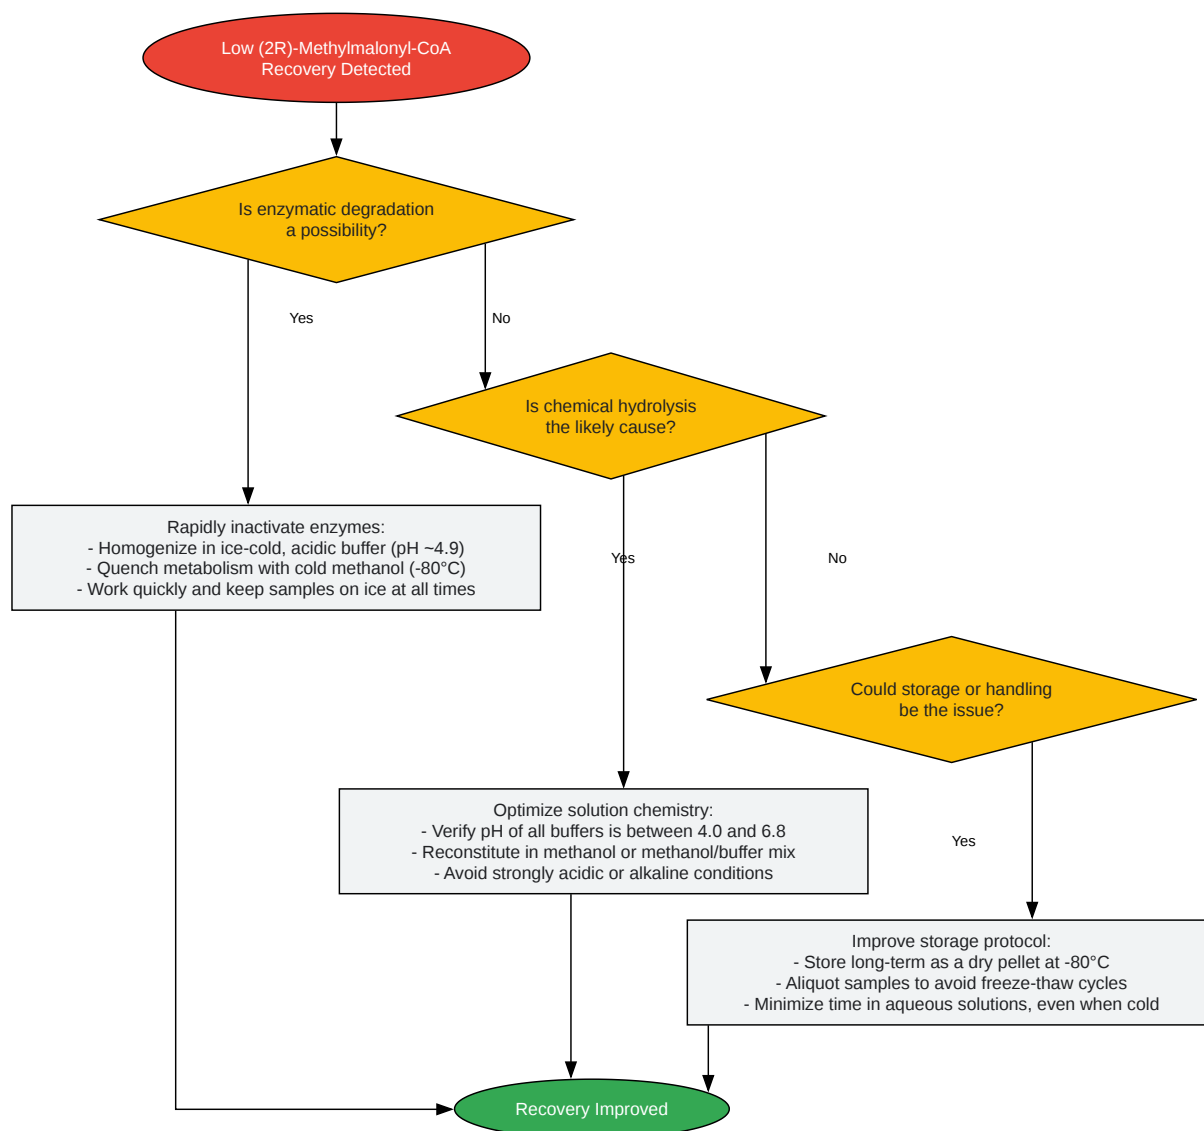 Low (2R)-Methylmalonyl-CoA
Recovery Detected
Is enzymatic degradation
a possibility?
Yes
No
Is chemical hydrolysis
the likely cause?
Rapidly inactivate enzymes:
- Homogenize in ice-cold, acidic buffer (pH ~4.9)
- Quench metabolism with cold methanol (-80°C)
- Work quickly and keep samples on ice at all times
Yes
No
Could storage or handling
be the issue?
Optimize solution chemistry:
- Verify pH of all buffers is between 4.0 and 6.8
- Reconstitute in methanol or methanol/buffer mix
- Avoid strongly acidic or alkaline conditions
Yes
Improve storage protocol:
- Store long-term as a dry pellet at -80°C
- Aliquot samples to avoid freeze-thaw cycles
- Minimize time in aqueous solutions, even when cold
Recovery Improved